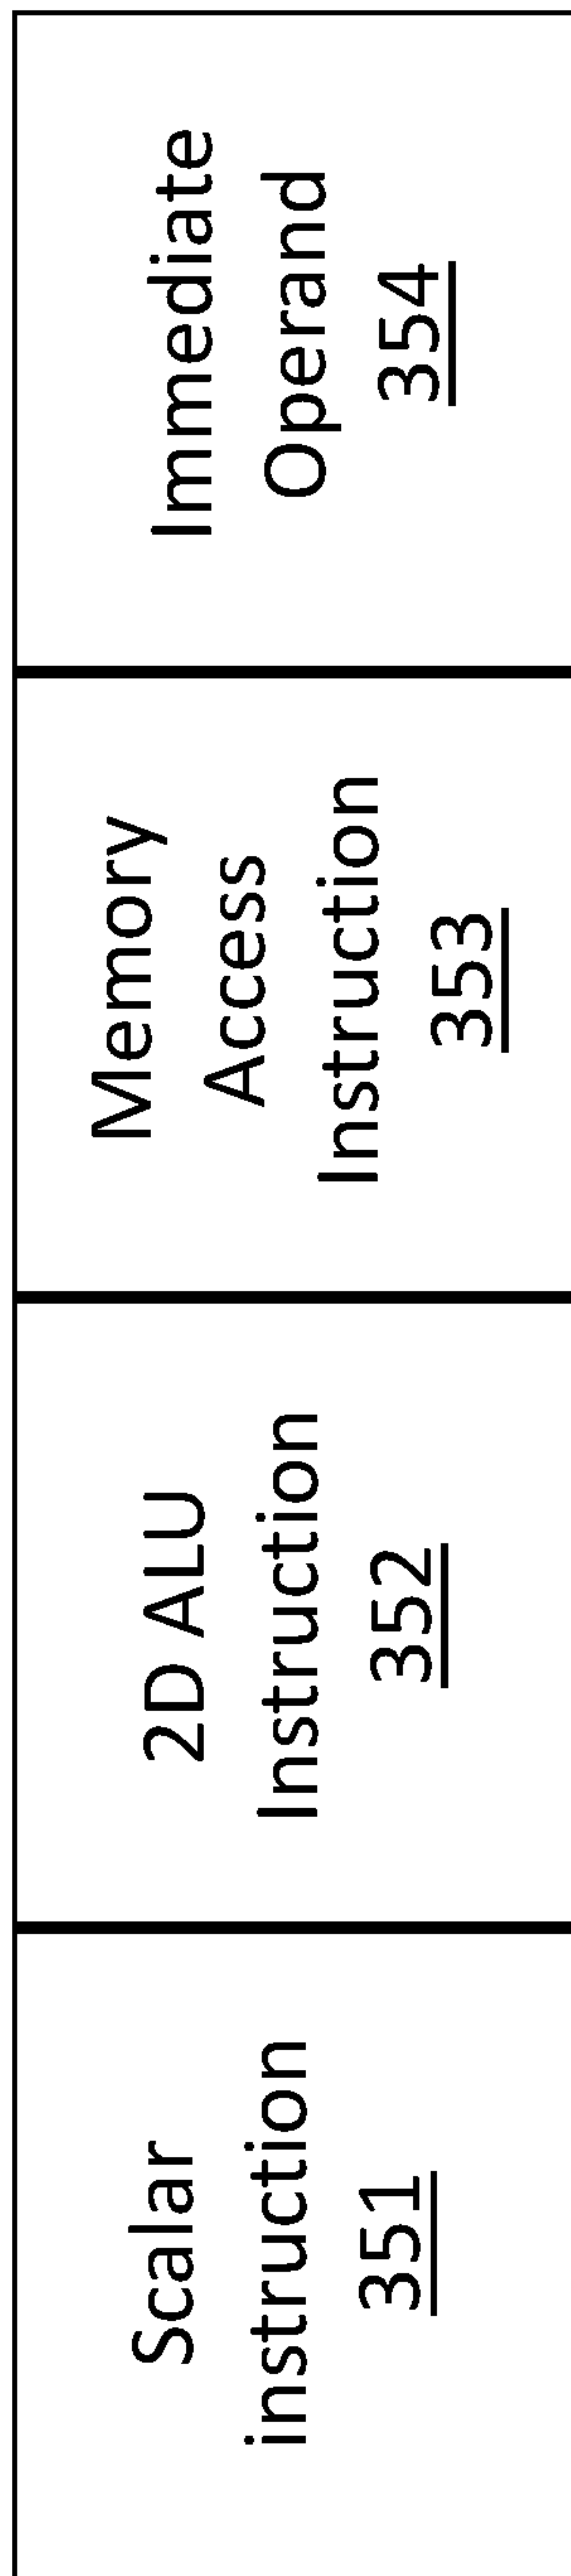 Scalar
instruction
351
2D ALU
Instruction
352
Memory
Access
Instruction
353
Immediate
Operand
354